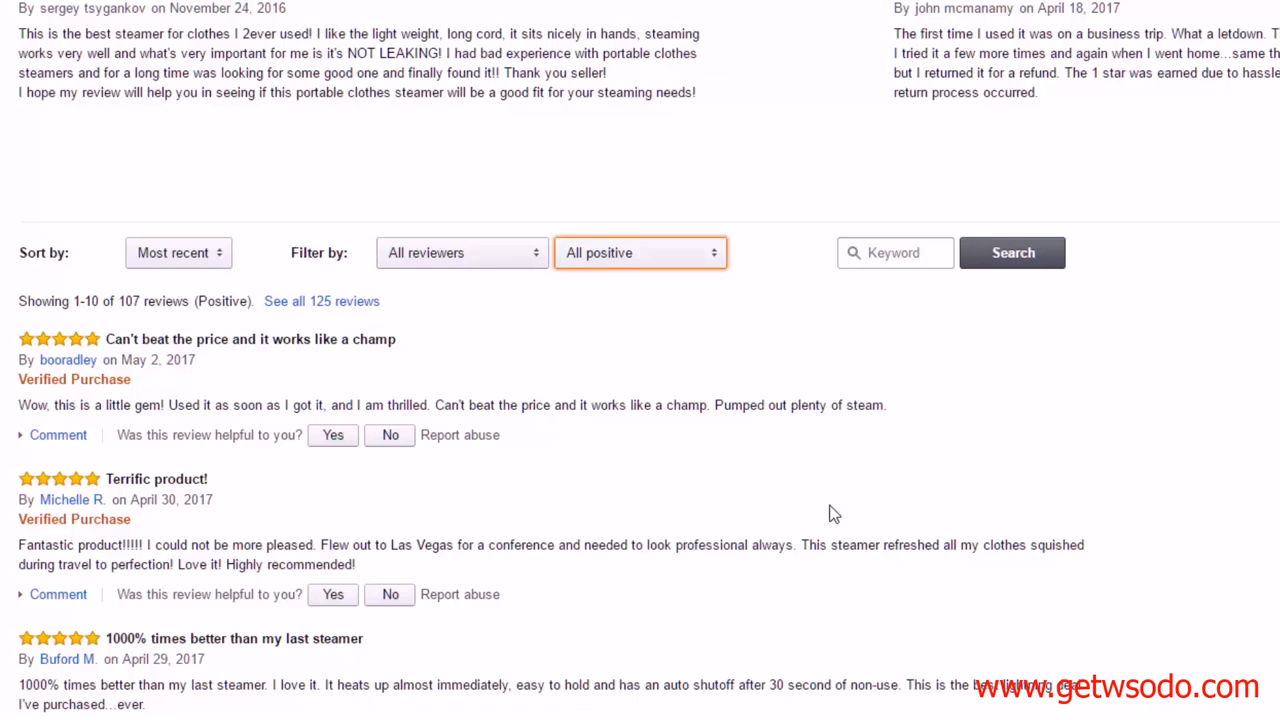 By sergey tsygankov on November 24, 2016
This is the best steamer for clothes I 2ever used! I like the light weight, long cord, it sits nicely in hands, steaming
works very well and what's very important for me is it's NOT LEAKING! I had bad experience with portable clothes
steamers and for a long time was looking for some good one and finally found it!! Thank you seller!
I hope my review will help you in seeing if this portable clothes steamer will be a good fit for your steaming needs!
By john mcmanamy on April 18, 2017
The first time I used it was on a business trip. What a letdown.
I tried it a few more times and again when I went home...same
but I returned it for a refund. The 1 star was earned due to hassle
return process occurred.
Sort by: Most recent Filter by: All reviewers All positive Keyword Search
Showing 1-10 of 107 reviews (Positive). See all 125 reviews
Can't beat the price and it works like a champ
By booradley on May 2, 2017
Verified Purchase
Wow, this is a little gem! Used it as soon as I got it, and I am thrilled. Can't beat the price and it works like a champ. Pumped out plenty of steam.
Comment Was this review helpful to you? Yes No Report abuse
Terrific product!
By Michelle R. on April 30, 2017
Verified Purchase
Fantastic product!!!!! I could not be more pleased. Flew out to Las Vegas for a conference and needed to look professional always. This steamer refreshed all my clothes squished
during travel to perfection! Love it! Highly recommended!
Comment Was this review helpful to you? Yes No Report abuse
1000% times better than my last steamer
By Buford M. on April 29, 2017
1000% times better than my last steamer. I love it. It heats up almost immediately, easy to hold and has an auto shutoff after 30 second of non-use. This is the
I've purchased...ever.
www.getwsodo.com